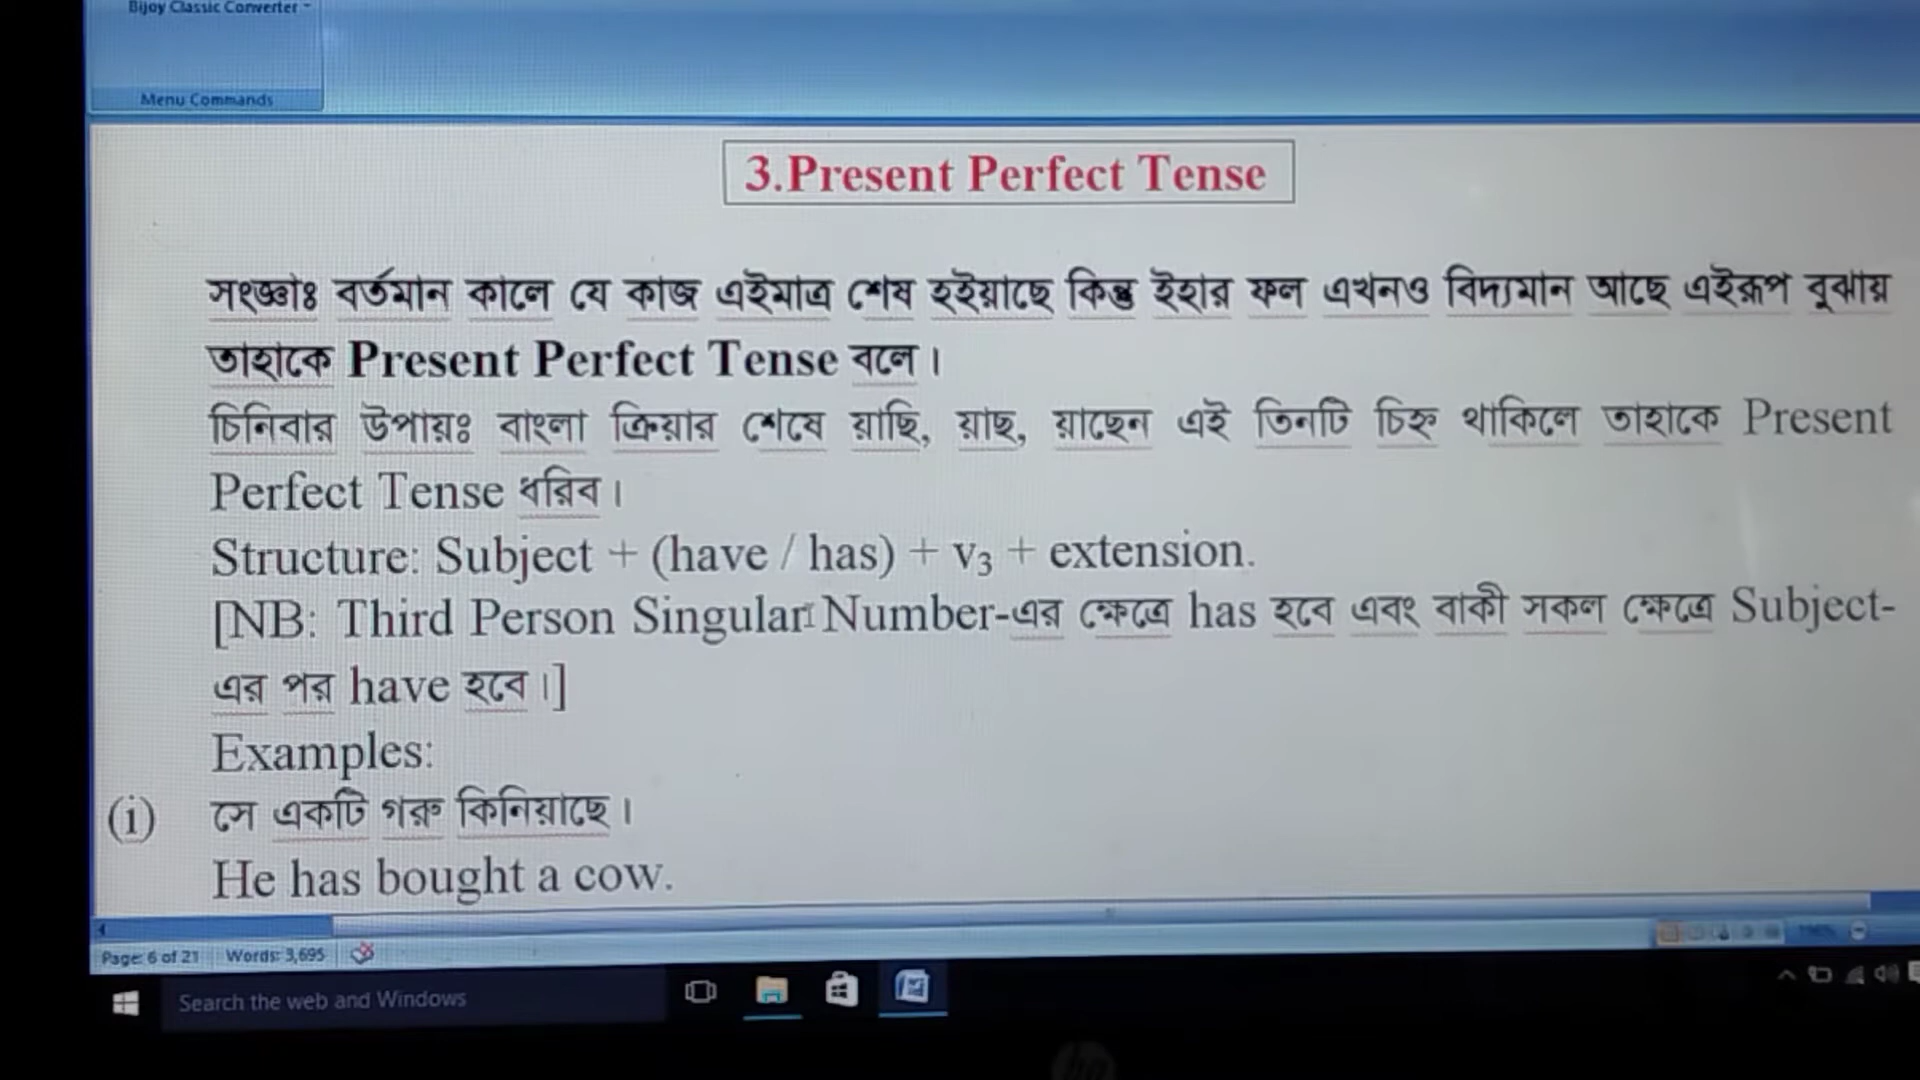 Bijoy Classic Converter
Menu Commands
3.Present Perfect Tense
সংজ্ঞাঃ বর্তমান কালে যে কাজ এইমাত্র শেষ হইয়াছে কিন্তু ইহার ফল এখনও বিদ্যমান আছে এইরূপ বুঝায়
তাহাকে Present Perfect Tense বলে।
চিনিবার উপায়ঃ বাংলা ক্রিয়ার শেষে য়াছি, য়াছ, য়াছেন এই তিনটি চিহ্ন থাকিলে তাহাকে Present
Perfect Tense ধরিব।
Structure: Subject + (have / has) + v₃ + extension.
[NB: Third Person Singular Number-এর ক্ষেত্রে has হবে এবং বাকী সকল ক্ষেত্রে Subject-
এর পর have হবে।]
Examples:
(i) সে একটি গরু কিনিয়াছে।
He has bought a cow.
Page: 6 of 21 Words: 3,695
Search the web and Windows
hp